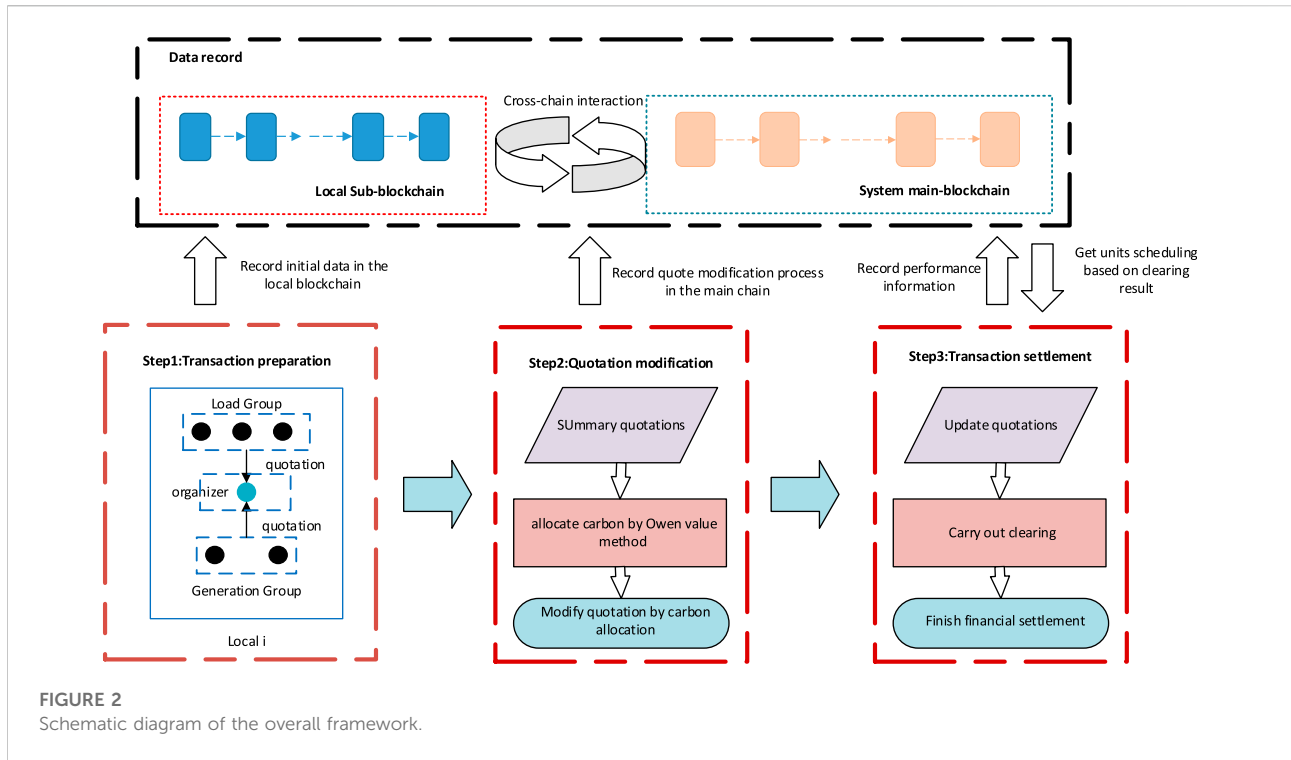 Data record
Cross-chain interaction
Local Sub-blockchain
System main-blockchain
Record initial data in the
local blockchain
Record quote modification process
in the main chain
Record performance
information
Get units scheduling
based on clearing
result
Step1:Transaction preparation
Load Group
quotation
organizer
quotation
Generation Group
Local i
Step2:Quotation modification
SUmmary quotations
allocate carbon by Owen value
method
Modify quotation by carbon
allocation
Step3:Transaction settlement
Update quotations
Carry out clearing
Finish financial settlement
FIGURE 2
Schematic diagram of the overall framework.